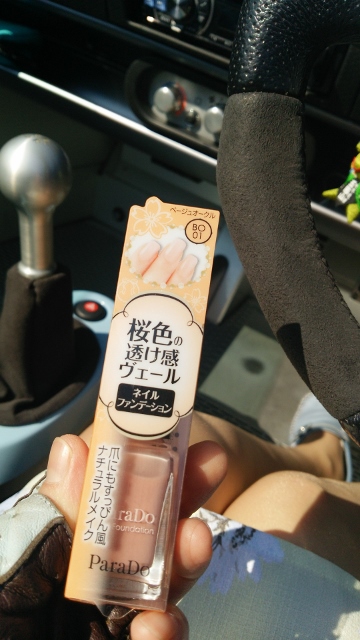 ベージュオークル
BO
01
桜色の
透け感
ヴェール
ネイル
ファンデーション
爪にもすっぴん風
ナチュラルメイク
ParaDo
Foundation
ParaDo